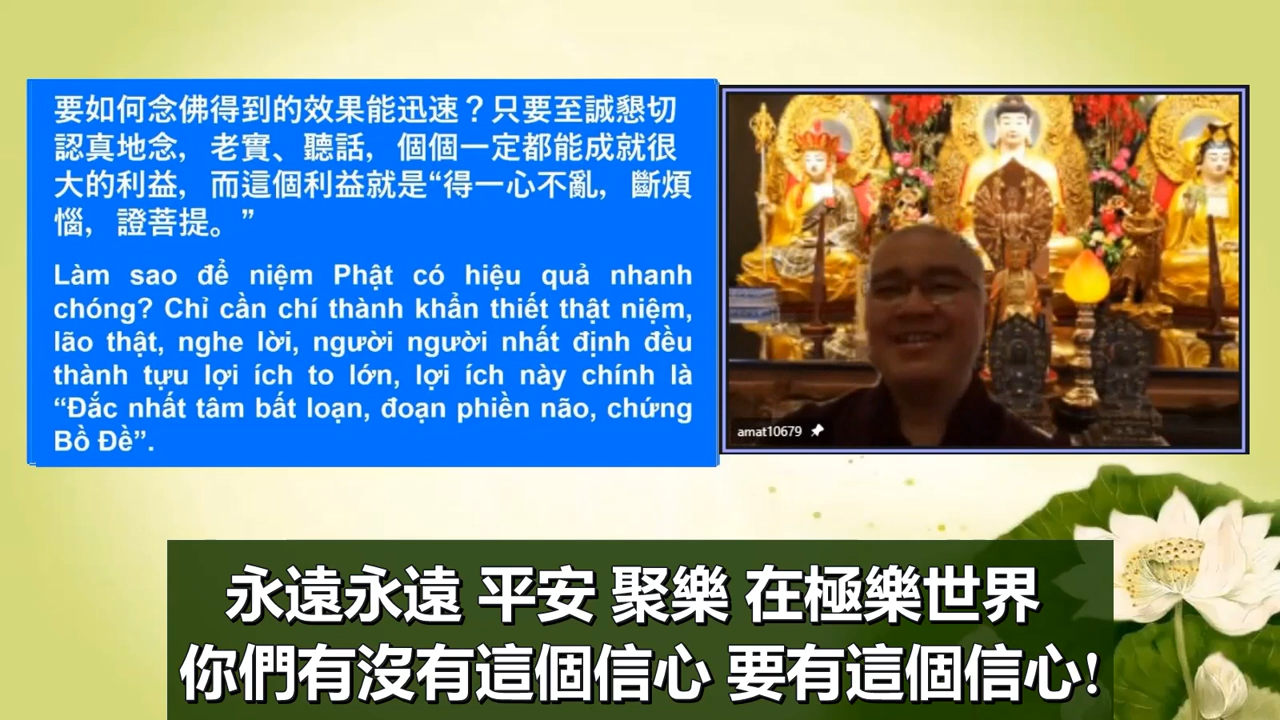 要如何念佛得到的效果能迅速？只要至誠懇切
認真地念，老實、聽話，個個一定都能成就很
大的利益，而這個利益就是“得一心不亂，斷煩
惱，證菩提。”
Làm sao để niệm Phật có hiệu quả nhanh
chóng? Chỉ cần chí thành khẩn thiết thật niệm,
lão thật, nghe lời, người người nhất định đều
thành tựu lợi ích to lớn, lợi ích này chính là
“Đắc nhất tâm bất loạn, đoạn phiền não, chứng
Bồ Đề”.
amat10679
永遠永遠 平安 聚樂 在極樂世界
你們有沒有這個信心 要有這個信心!